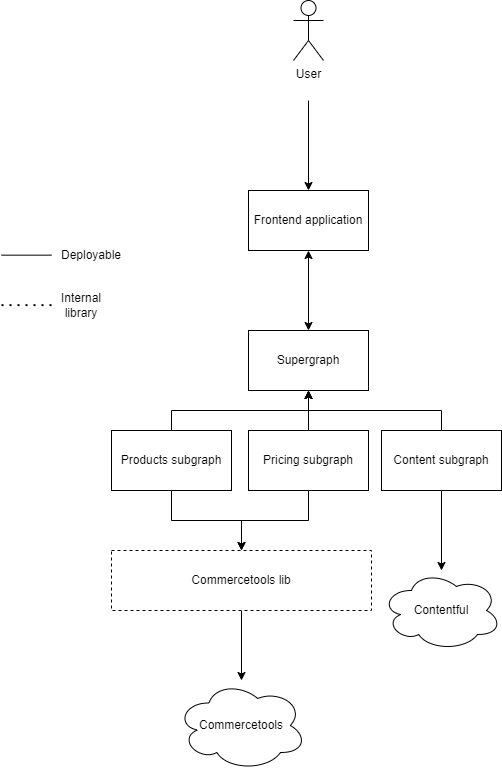 User
Frontend application
Deployable
Internal
library
Supergraph
Products subgraph
Pricing subgraph
Content subgraph
Commercetools lib
Contentful
Commercetools